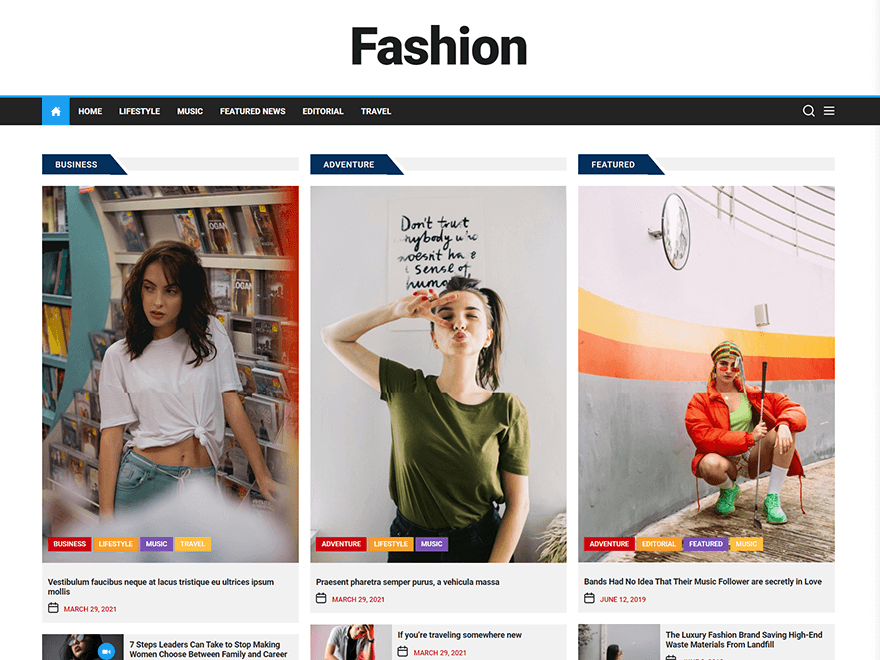 Fashion
HOME LIFESTYLE MUSIC FEATURED NEWS EDITORIAL TRAVEL
BUSINESS
ADVENTURE
FEATURED
LOGAN
LOGAN
Don't trust
nybody who
doesn't ha e
a sense of
humo
BUSINESS LIFESTYLE MUSIC TRAVEL
ADVENTURE LIFESTYLE MUSIC
ADVENTURE EDITORIAL FEATURED MUSIC
Vestibulum faucibus neque at lacus tristique eu ultrices ipsum
mollis
MARCH 29, 2021
Praesent pharetra semper purus, a vehicula massa
MARCH 29, 2021
Bands Had No Idea That Their Music Follower are secretly in Love
JUNE 12, 2019
7 Steps Leaders Can Take to Stop Making
Women Choose Between Family and Career
If you're traveling somewhere new
MARCH 29, 2021
The Luxury Fashion Brand Saving High-End
Waste Materials From Landfill